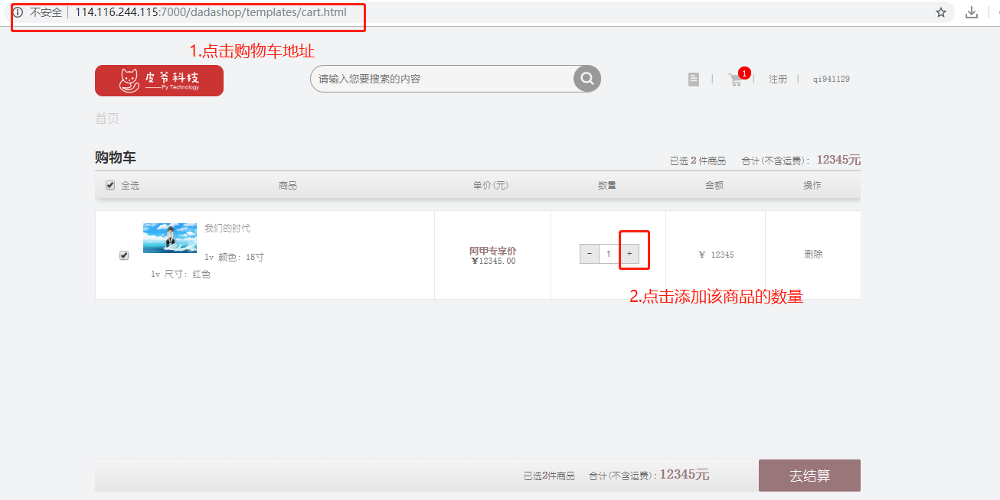 不安全 114.116.244.115:7000/dadashop/templates/cart.html
1.点击购物车地址
皮爷科技
Py Technology
请输入您要搜索的内容
1
注册
qi941129
首页
购物车
已选 2 件商品 合计(不含运费): 12345元
全选 商品 单价(元) 数量 金额 操作
我们的时代
lv 颜色: 18寸
lv 尺寸: 红色
阿甲专享价
¥12345.00
- 1 +
¥ 12345
删除
2.点击添加该商品的数量
已选2件商品 合计(不含运费): 12345元
去结算